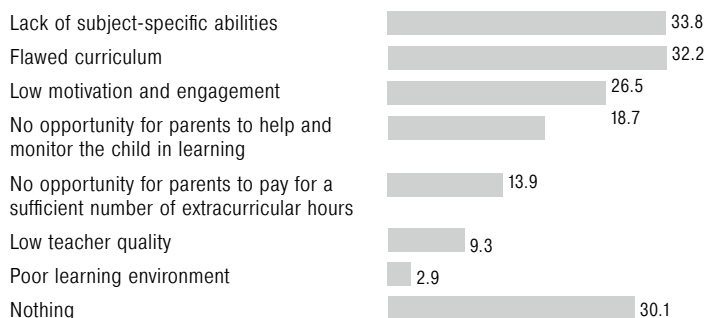 Lack of subject-specific abilities 33.8
Flawed curriculum 32.2
Low motivation and engagement 26.5
No opportunity for parents to help and 18.7
monitor the child in learning
No opportunity for parents to pay for a 13.9
sufficient number of extracurricular hours
Low teacher quality 9.3
Poor learning environment 2.9
Nothing 30.1